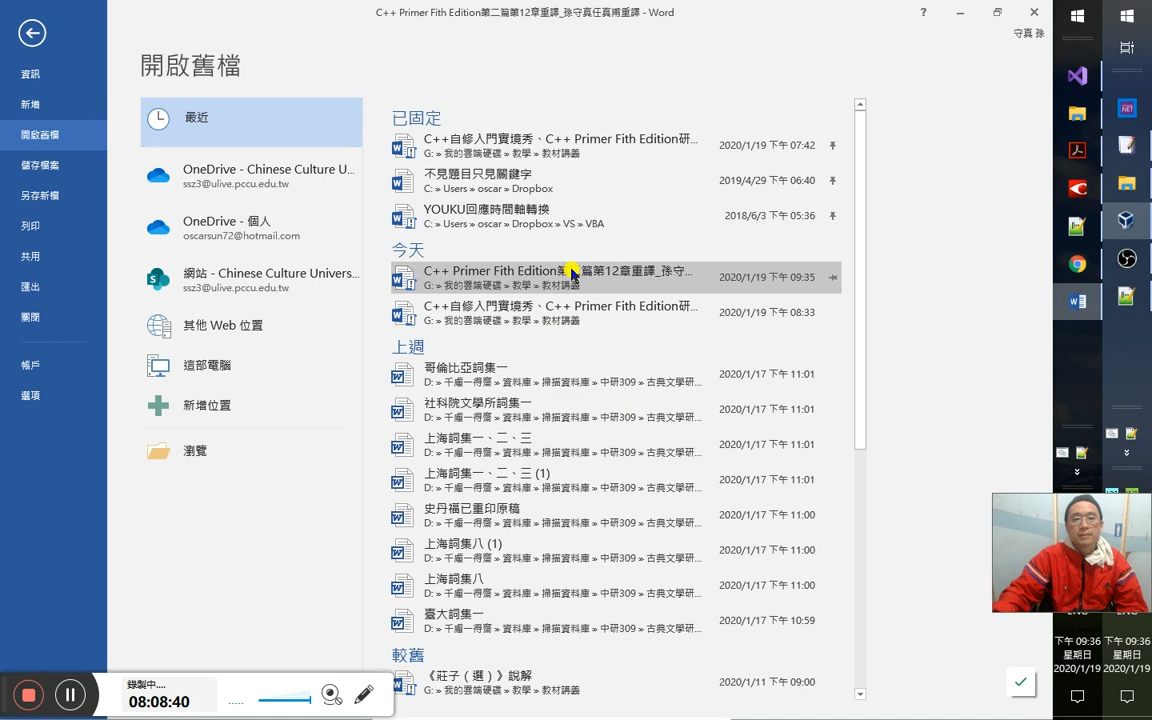 C++ Primer Fith Edition第二篇第12章重譯_孫守真任真甫重譯 - Word
?
守真 孫
資訊
新增
開啟舊檔
儲存檔案
另存新檔
列印
共用
匯出
關閉
帳戶
選項
開啟舊檔
最近
OneDrive - Chinese Culture U...
ssz3@ulive.pccu.edu.tw
OneDrive - 個人
oscarsun72@hotmail.com
網站 - Chinese Culture Univers...
ssz3@ulive.pccu.edu.tw
其他 Web 位置
這部電腦
新增位置
瀏覽
已固定
C++自修入門實境秀、C++ Primer Fith Edition研...
G: » 我的雲端硬碟 » 教學 » 教材講義
2020/1/19 下午 07:42
不見題目只見關鍵字
C: » Users » oscar » Dropbox
2019/4/29 下午 06:40
YOUKU回應時間軸轉換
C: » Users » oscar » Dropbox » VS » VBA
2018/6/3 下午 05:36
今天
C++ Primer Fith Edition第 篇第12章重譯_孫守...
G: » 我的雲端硬碟 » 教學 » 教材講義
2020/1/19 下午 09:35
C++自修入門實境秀、C++ Primer Fith Edition研...
G: » 我的雲端硬碟 » 教學 » 教材講義
2020/1/19 下午 08:33
上週
哥倫比亞詞集一
D: » 千慮一得齋 » 資料庫 » 掃描資料庫 » 中研309 » 古典文學研...
2020/1/17 下午 11:01
社科院文學所詞集一
D: » 千慮一得齋 » 資料庫 » 掃描資料庫 » 中研309 » 古典文學研...
2020/1/17 下午 11:01
上海詞集一、二、三
D: » 千慮一得齋 » 資料庫 » 掃描資料庫 » 中研309 » 古典文學研...
2020/1/17 下午 11:01
上海詞集一、二、三 (1)
D: » 千慮一得齋 » 資料庫 » 掃描資料庫 » 中研309 » 古典文學研...
2020/1/17 下午 11:01
史丹福已重印原稿
D: » 千慮一得齋 » 資料庫 » 掃描資料庫 » 中研309 » 古典文學研...
2020/1/17 下午 11:00
上海詞集八 (1)
D: » 千慮一得齋 » 資料庫 » 掃描資料庫 » 中研309 » 古典文學研...
2020/1/17 下午 11:00
上海詞集八
D: » 千慮一得齋 » 資料庫 » 掃描資料庫 » 中研309 » 古典文學研...
2020/1/17 下午 11:00
臺大詞集一
D: » 千慮一得齋 » 資料庫 » 掃描資料庫 » 中研309 » 古典文學研...
2020/1/17 下午 10:59
較舊
《莊子（選）》說解
G: » 我的雲端硬碟 » 教學 » 教材講義
2020/1/11 下午 09:00
錄製中....
08:08:40
下午 09:36
星期日
2020/1/19
下午 09:36
星期日
2020/1/19